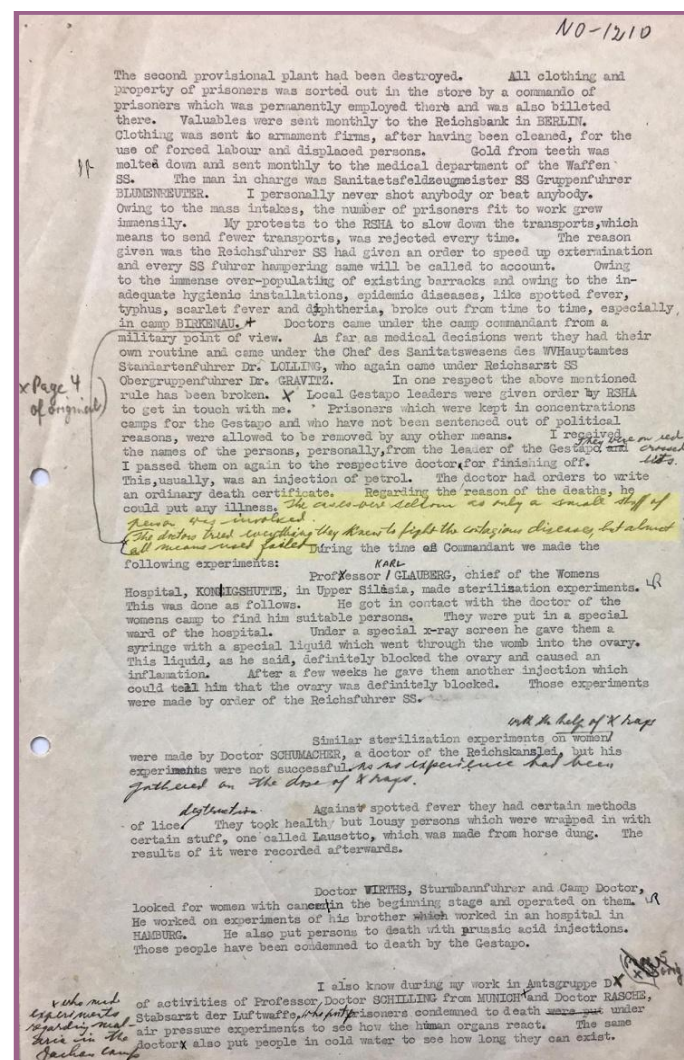 NO-1210
The second provisional plant had been destroyed. All clothing and
property of prisoners was sorted out in the store by a commando of
prisoners which was permanently employed there and was also billeted
there. Valuables were sent monthly to the Reichsbank in BERLIN.
Clothing was sent to armament firms, after having been cleaned, for the
use of forced labour and displaced persons. Gold from teeth was
melted down and sent monthly to the medical department of the Waffen
SS. The man in charge was Sanitaetsfeldzeugmeister SS Gruppenfuhrer
BLUMENREUTER. I personally never shot anybody or beat anybody.
Owing to the mass intakes, the number of prisoners fit to work grew
immensily. My protests to the RSHA to slow down the transports,which
means to send fewer transports, was rejected every time. The reason
given was the Reichsfuhrer SS had given an order to speed up extermination
and every SS fuhrer hampering same will be called to account. Owing
to the immense over-populating of existing barracks and owing to the in-
adequate hygienic installations, epidemic diseases, like spotted fever,
typhus, scarlet fever and diphtheria, broke out from time to time, especially
in camp BIRKENAU. Doctors came under the camp commandant from a
military point of view. As far as medical decisions went they had their
own routine and came under the Chef des Sanitatswesens des WVHauptamtes
Standartenfuhrer Dr. LOLLING, who again came under Reichsarzt SS
Obergruppenfuhrer Dr. GRAVITZ. In one respect the above mentioned
x Page 4
of original
rule has been broken. X Local Gestapo leaders were given order by RSHA
to get in touch with me. Prisoners which were kept in concentrations
camps for the Gestapo and who have not been sentenced out of political
reasons, were allowed to be removed by any other means. I received
the names of the persons, personally,from the leader of the Gestapo and They were on red crossed lists.
I passed them on again to the respective doctor, for finishing off.
This,usually, was an injection of petrol. The doctor had orders to write
an ordinary death certificate. Regarding the reason of the deaths, he
could put any illness. The cases were seldom as only a small staff of
person was involved.
The doctors tried everything they knew to fight the contagious diseases, but almost
all means used failed During the time as Commandant we made the
following experiments:
Professor KARL GLAUBERG, chief of the Womens
Hospital, KONIGSHUTTE, in Upper Silesia, made sterilization experiments.
This was done as follows. He got in contact with the doctor of the
womens camp to find him suitable persons. They were put in a special
ward of the hospital. Under a special x-ray screen he gave them a
syringe with a special liquid which went through the womb into the ovary.
This liquid, as he said, definitely blocked the ovary and caused an
inflamation. After a few weeks he gave them another injection which
could tell him that the ovary was definitely blocked. Those experiments
were made by order of the Reichsfuhrer SS.
with the help of X rays
Similar sterilization experiments on women
were made by Doctor SCHUMACHER, a doctor of the Reichskanslei, but his
experiments were not successful. as no experience had been
gathered on the dose of X rays.
destruction
Against spotted fever they had certain methods
of lice. They took healthy but lousy persons which were wrapped in with
certain stuff, one called Lausetto, which was made from horse dung. The
results of it were recorded afterwards.
Doctor WIRTHS, Sturmbannfuhrer and Camp Doctor,
looked for women with cancer in the beginning stage and operated on them.
He worked on experiments of his brother which worked in an hospital in
HAMBURG. He also put persons to death with prussic acid injections.
Those people have been condemned to death by the Gestapo.
I also know during my work in Amtsgruppe D
of activities of Professor, Doctor SCHILLING from MUNICH x and Doctor RASCHE,
Stabsarzt der Luftwaffe, who put prisoners condemned to death were put under
air pressure experiments to see how the human organs react. The same
doctors also put people in cold water to see how long they can exist.
x who made
experiments
regarding mal-
aria in the
Dachau Camp